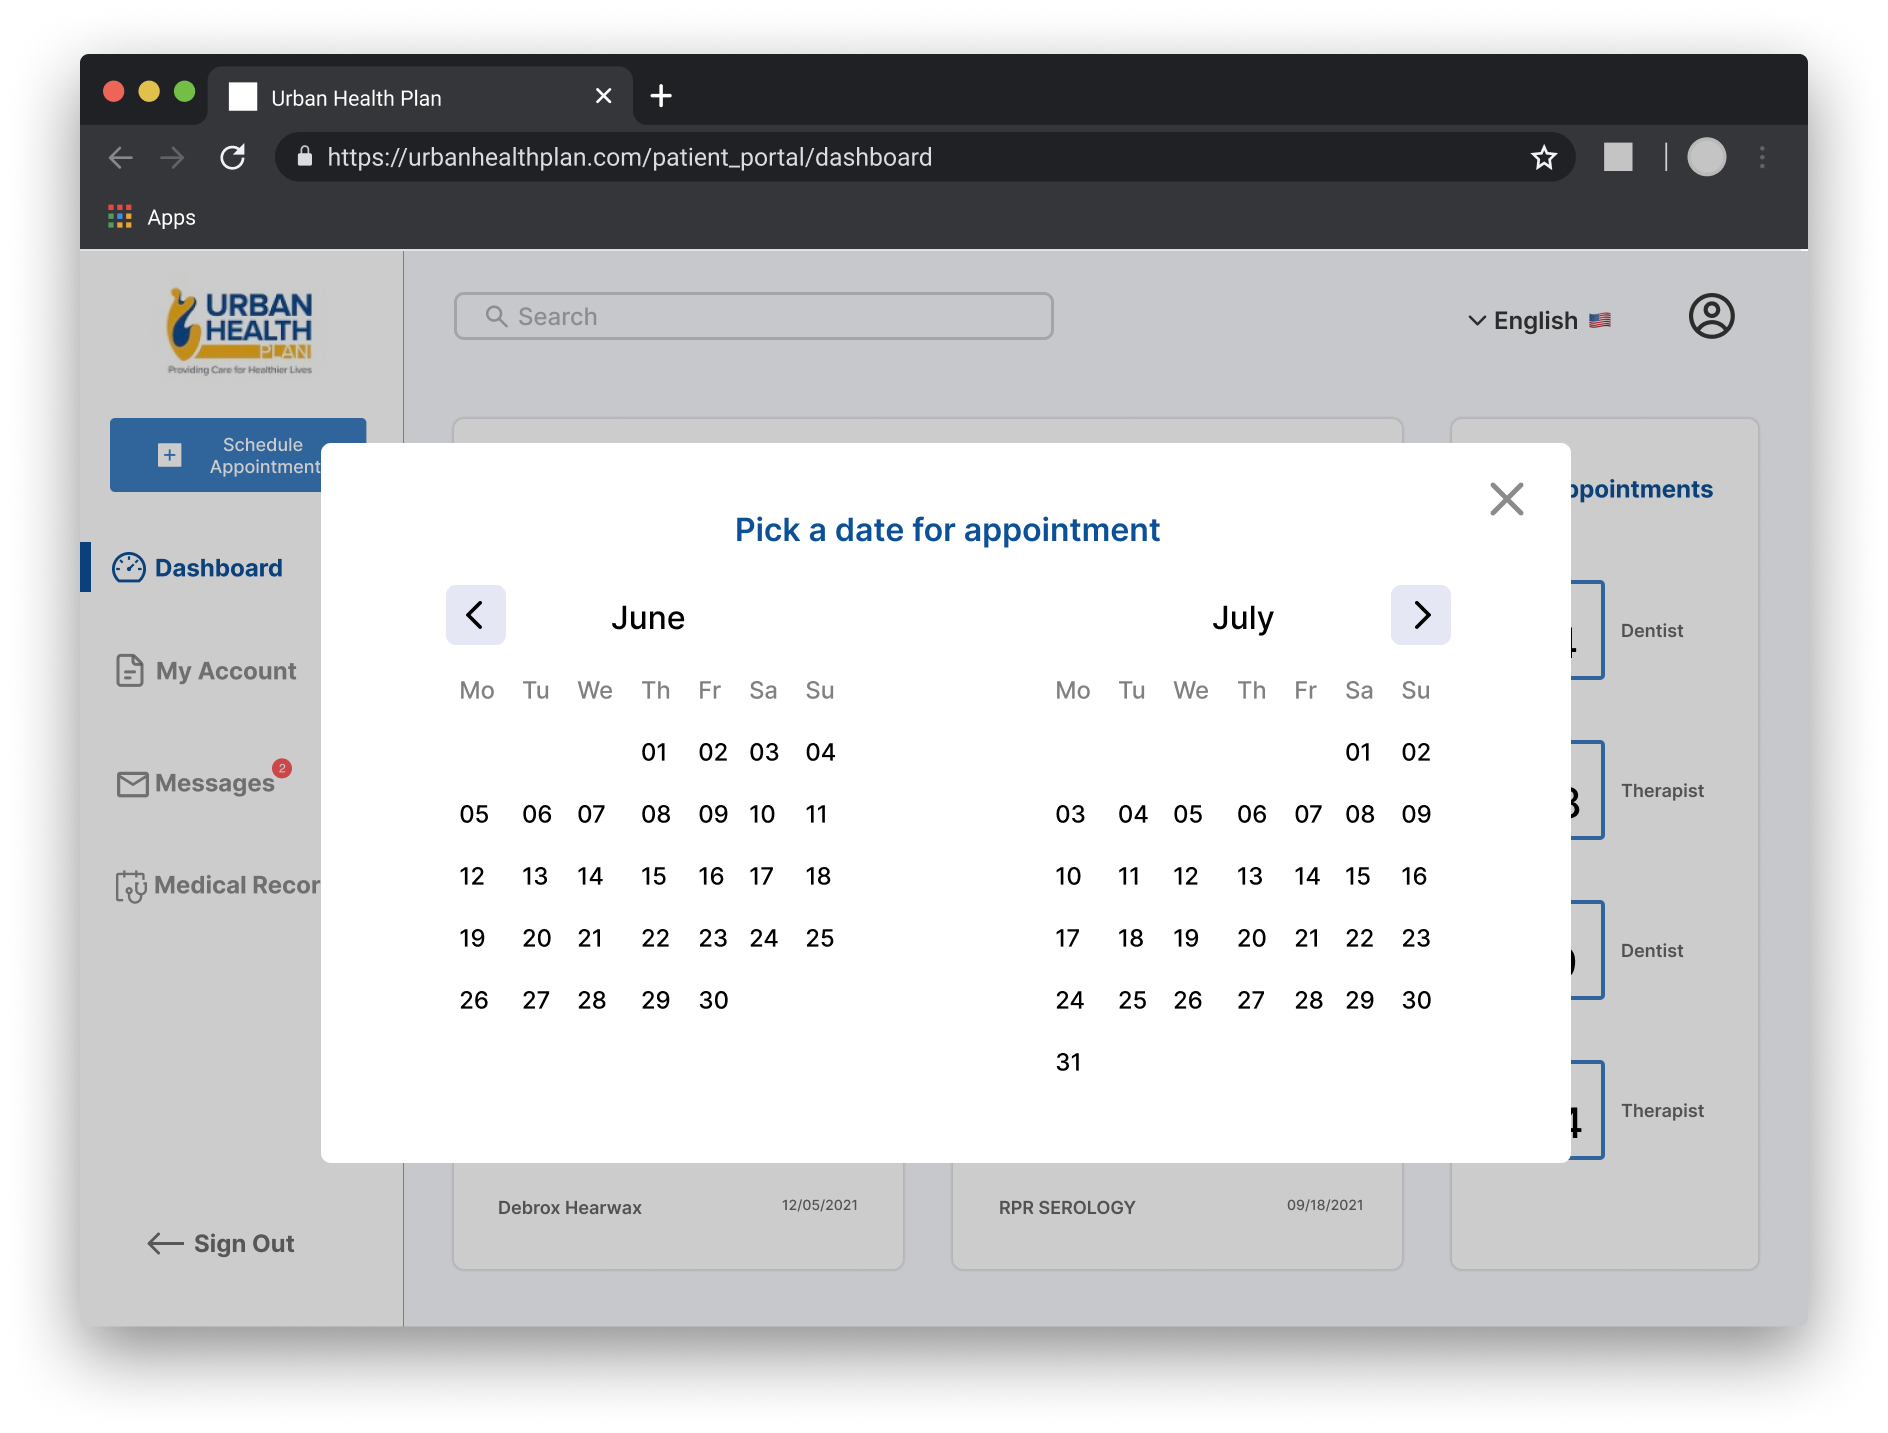 Urban Health Plan
https://urbanhealthplan.com/patient_portal/dashboard
Apps
URBAN
HEALTH
PLAN
Providing Care for Healthier Lives
Search
English
Schedule
Appointment
Dashboard
My Account
Messages
2
Medical Recor
Sign Out
ppointments
Dentist
Therapist
Dentist
4
Therapist
Pick a date for appointment
June
Mo Tu We Th Fr Sa Su
01 02 03 04
05 06 07 08 09 10 11
12 13 14 15 16 17 18
19 20 21 22 23 24 25
26 27 28 29 30
July
Mo Tu We Th Fr Sa Su
01 02
03 04 05 06 07 08 09
10 11 12 13 14 15 16
17 18 19 20 21 22 23
24 25 26 27 28 29 30
31
Debrox Hearwax 12/05/2021
RPR SEROLOGY 09/18/2021